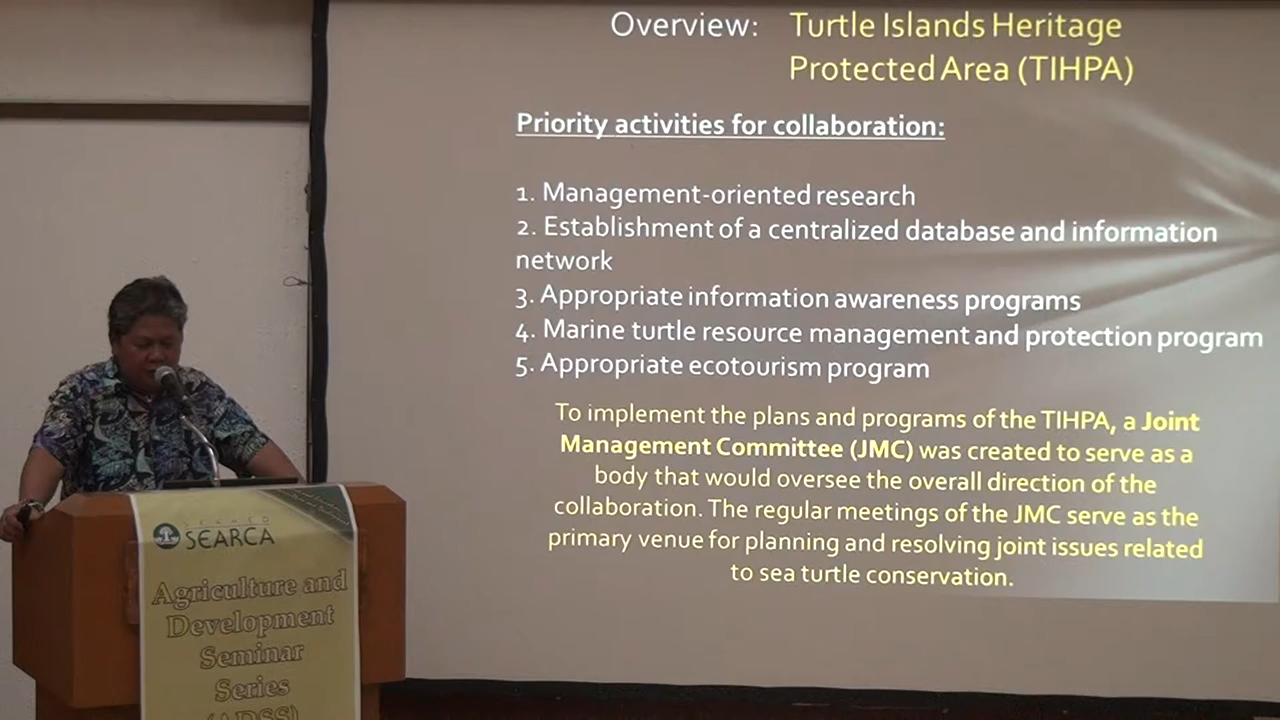 Overview: Turtle Islands Heritage
Protected Area (TIHPA)
Priority activities for collaboration:
1. Management-oriented research
2. Establishment of a centralized database and information
network
3. Appropriate information awareness programs
4. Marine turtle resource management and protection program
5. Appropriate ecotourism program
To implement the plans and programs of the TIHPA, a Joint
Management Committee (JMC) was created to serve as a
body that would oversee the overall direction of the
collaboration. The regular meetings of the JMC serve as the
primary venue for planning and resolving joint issues related
to sea turtle conservation.
SEAMEO
SEARCA
Agriculture and
Development
Seminar
Series
(ADSS)